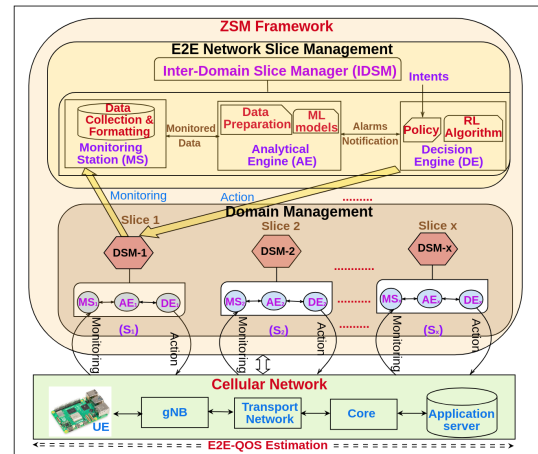 ZSM Framework
E2E Network Slice Management
Inter-Domain Slice Manager (IDSM)
Intents
Data
Collection & Formatting
Monitoring
Station (MS)
Monitored
Data
Data
Preparation
ML
models
Analytical
Engine (AE)
Alarms
Notification
Policy
RL
Algorithm
Decision
Engine (DE)
Monitoring
Action
.........
Domain Management
Slice 1
Slice 2
Slice x
DSM-1
DSM-2
DSM-x
..........
MS₁
AE₁
DE₁
MS₂
AE₂
DE₂
..........
MSₓ
AEₓ
DEₓ
(S₁)
(S₂)
.......
(Sₓ)
Monitoring
Action
Monitoring
Action
Monitoring
Action
Cellular Network
UE
gNB
Transport
Network
Core
Application
server
E2E-QOS Estimation